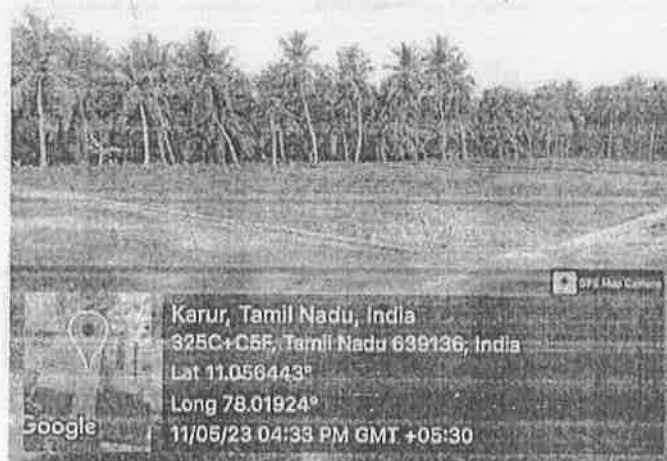 GPS Map Camera
Karur, Tamil Nadu, India
325C+C5F, Tamil Nadu 639136, India
Lat 11.056443°
Long 78.01924°
11/05/23 04:33 PM GMT +05:30
Google